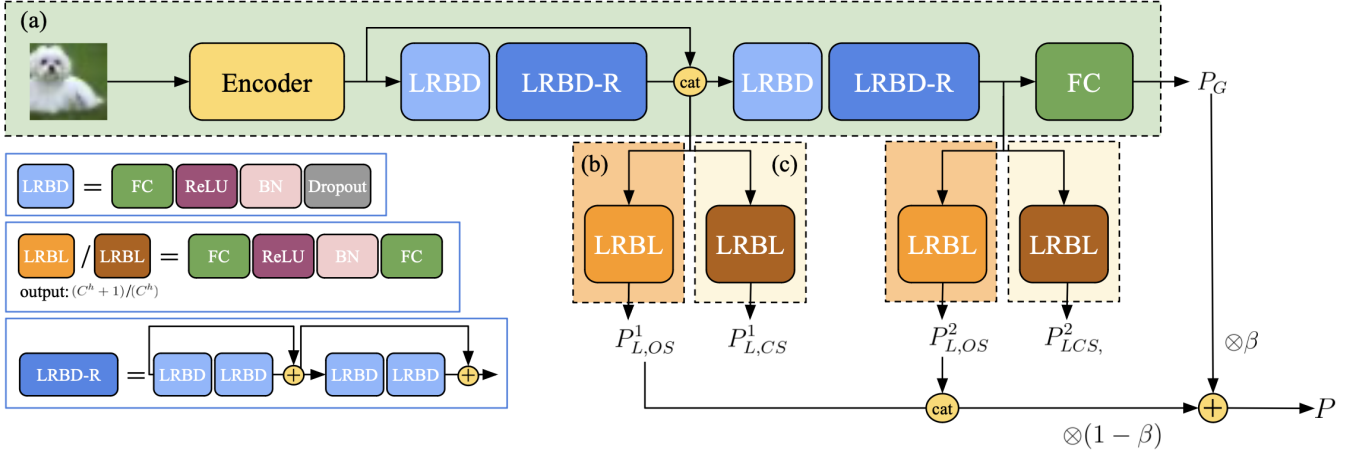 (a)
Encoder
LRBD
LRBD-R
cat
LRBD
LRBD-R
FC
P_G
(b)
(c)
LRBL
LRBL
LRBL
LRBL
P^1_{L,OS}
P^1_{L,CS}
P^2_{L,OS}
P^2_{LCS,}
⊗β
cat
+
P
⊗(1 − β)
LRBD = FC ReLU BN Dropout
LRBL / LRBL = FC ReLU BN FC
output: (C^h + 1)/(C^h)
LRBD-R = LRBD LRBD + LRBD LRBD +